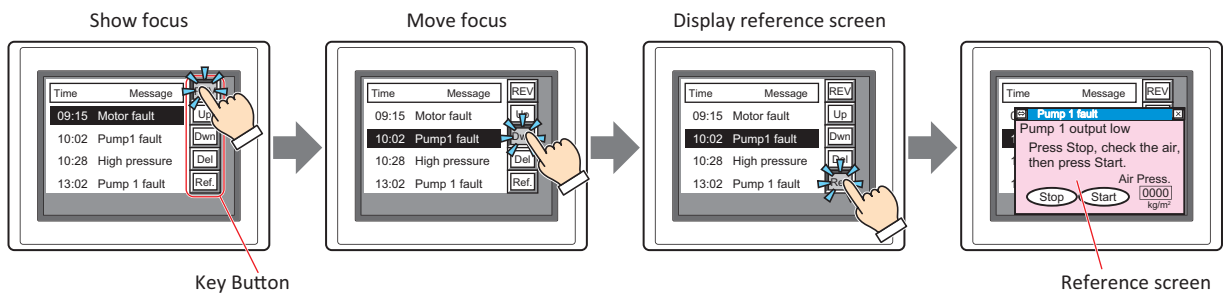 Show focus
Move focus
Display reference screen
Time Message
09:15 Motor fault Up
10:02 Pump1 fault Dwn
10:28 High pressure Del
13:02 Pump 1 fault Ref.
Time Message REV
09:15 Motor fault Up
10:02 Pump1 fault
10:28 High pressure Del
13:02 Pump 1 fault Ref.
Time Message REV
09:15 Motor fault Up
10:02 Pump1 fault Dwn
10:28 High pressure Del
13:02 Pump 1 fault
Time Message REV
Pump 1 fault
Pump 1 output low
Press Stop, check the air,
then press Start.
Air Press.
Stop Start 0000
kg/m²
Key Button
Reference screen